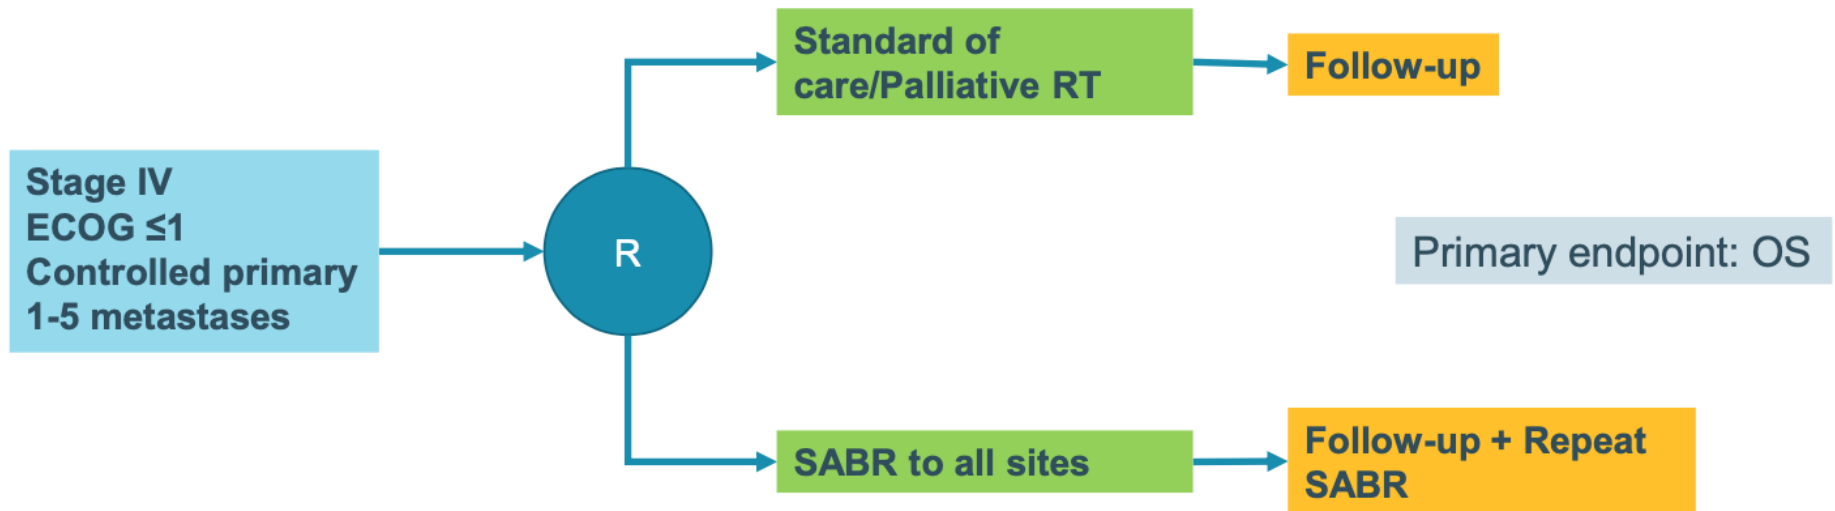 Standard of
care/Palliative RT
Follow-up
Stage IV
ECOG ≤1
Controlled primary
1-5 metastases
R
Primary endpoint: OS
SABR to all sites
Follow-up + Repeat
SABR